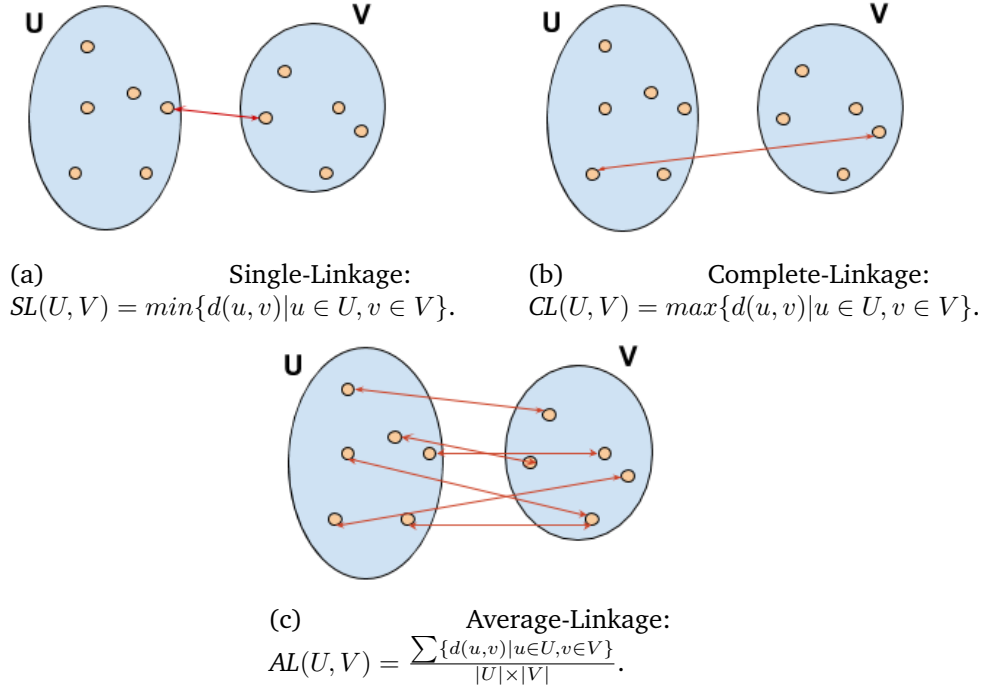 U V
U V
(a) Single-Linkage:
SL(U, V) = min{d(u, v)|u ∈ U, v ∈ V}.
(b) Complete-Linkage:
CL(U, V) = max{d(u, v)|u ∈ U, v ∈ V}.
U V
(c) Average-Linkage:
AL(U, V) = ∑{d(u,v)|u∈U,v∈V} / |U|×|V|.